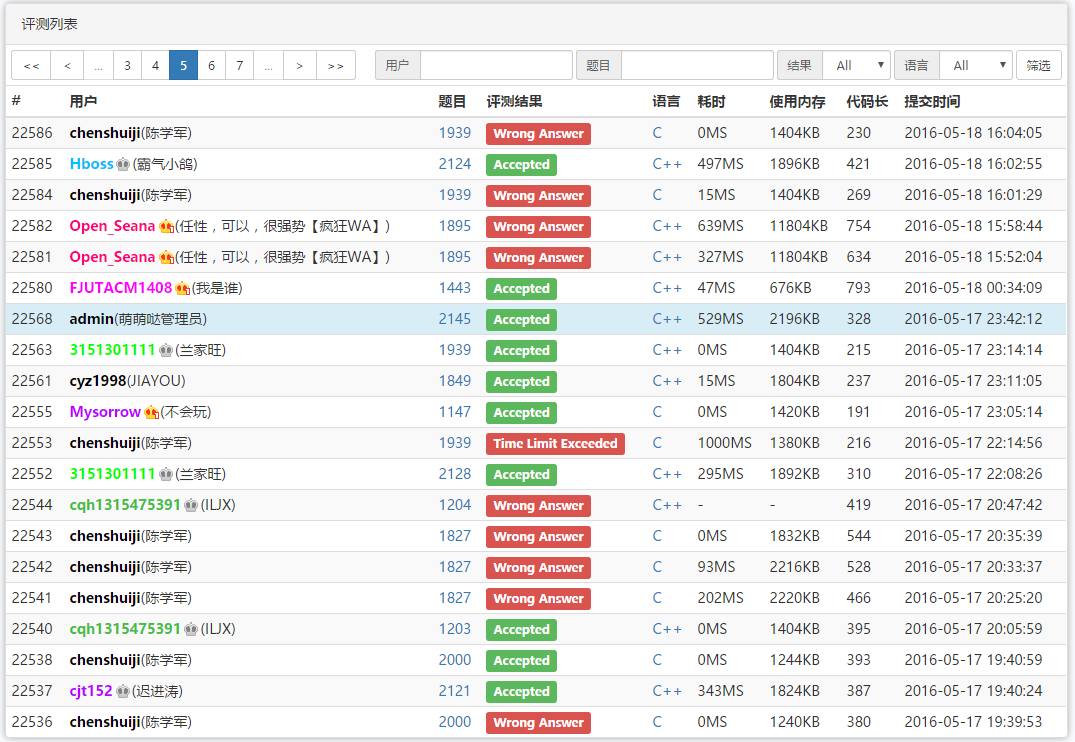 评测列表
<< < ... 3 4 5 6 7 ... > >> 用户 题目 结果 All 语言 All 筛选
# 用户 题目 评测结果 语言 耗时 使用内存 代码长 提交时间
22586 chenshuiji(陈学军) 1939 Wrong Answer C 0MS 1404KB 230 2016-05-18 16:04:05
22585 Hboss(霸气小鸽) 2124 Accepted C++ 497MS 1896KB 421 2016-05-18 16:02:55
22584 chenshuiji(陈学军) 1939 Wrong Answer C 15MS 1404KB 269 2016-05-18 16:01:29
22582 Open_Seana(任性，可以，很强势【疯狂WA】) 1895 Wrong Answer C++ 639MS 11804KB 754 2016-05-18 15:58:44
22581 Open_Seana(任性，可以，很强势【疯狂WA】) 1895 Wrong Answer C++ 327MS 11804KB 634 2016-05-18 15:52:04
22580 FJUTACM1408(我是谁) 1443 Accepted C++ 47MS 676KB 793 2016-05-18 00:34:09
22568 admin(萌萌哒管理员) 2145 Accepted C++ 529MS 2196KB 328 2016-05-17 23:42:12
22563 3151301111(兰家旺) 1939 Accepted C++ 0MS 1404KB 215 2016-05-17 23:14:14
22561 cyz1998(JIAYOU) 1849 Accepted C++ 15MS 1804KB 237 2016-05-17 23:11:05
22555 Mysorrow(不会玩) 1147 Accepted C 0MS 1420KB 191 2016-05-17 23:05:14
22553 chenshuiji(陈学军) 1939 Time Limit Exceeded C 1000MS 1380KB 216 2016-05-17 22:14:56
22552 3151301111(兰家旺) 2128 Accepted C++ 295MS 1892KB 310 2016-05-17 22:08:26
22544 cqh1315475391(ILJX) 1204 Wrong Answer C++ - - 419 2016-05-17 20:47:42
22543 chenshuiji(陈学军) 1827 Wrong Answer C 0MS 1832KB 544 2016-05-17 20:35:39
22542 chenshuiji(陈学军) 1827 Wrong Answer C 93MS 2216KB 528 2016-05-17 20:33:37
22541 chenshuiji(陈学军) 1827 Wrong Answer C 202MS 2220KB 466 2016-05-17 20:25:20
22540 cqh1315475391(ILJX) 1203 Accepted C++ 0MS 1404KB 395 2016-05-17 20:05:59
22538 chenshuiji(陈学军) 2000 Accepted C 0MS 1244KB 393 2016-05-17 19:40:59
22537 cjt152(迟进涛) 2121 Accepted C++ 343MS 1824KB 387 2016-05-17 19:40:24
22536 chenshuiji(陈学军) 2000 Wrong Answer C 0MS 1240KB 380 2016-05-17 19:39:53